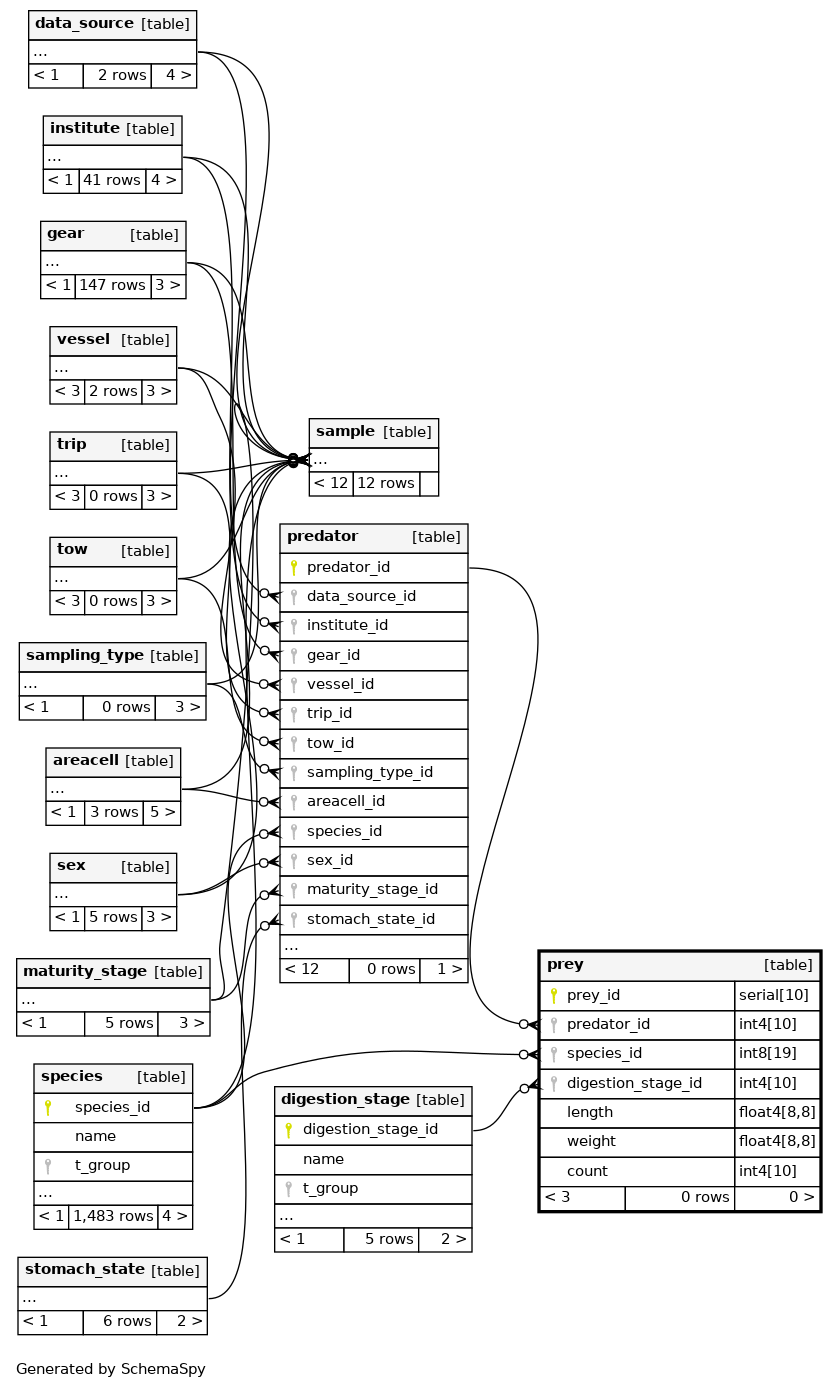 data_source [table]
...
< 1 2 rows 4 >
institute [table]
...
< 1 41 rows 4 >
gear [table]
...
< 1 147 rows 3 >
vessel [table]
...
< 3 2 rows 3 >
trip [table]
...
< 3 0 rows 3 >
tow [table]
...
< 3 0 rows 3 >
sampling_type [table]
...
< 1 0 rows 3 >
areacell [table]
...
< 1 3 rows 5 >
sex [table]
...
< 1 5 rows 3 >
maturity_stage [table]
...
< 1 5 rows 3 >
species [table]
species_id
name
t_group
...
< 1 1,483 rows 4 >
stomach_state [table]
...
< 1 6 rows 2 >
sample [table]
...
< 12 12 rows
predator [table]
predator_id
data_source_id
institute_id
gear_id
vessel_id
trip_id
tow_id
sampling_type_id
areacell_id
species_id
sex_id
maturity_stage_id
stomach_state_id
...
< 12 0 rows 1 >
digestion_stage [table]
digestion_stage_id
name
t_group
...
< 1 5 rows 2 >
prey [table]
prey_id serial[10]
predator_id int4[10]
species_id int8[19]
digestion_stage_id int4[10]
length float4[8,8]
weight float4[8,8]
count int4[10]
< 3 0 rows 0 >
Generated by SchemaSpy